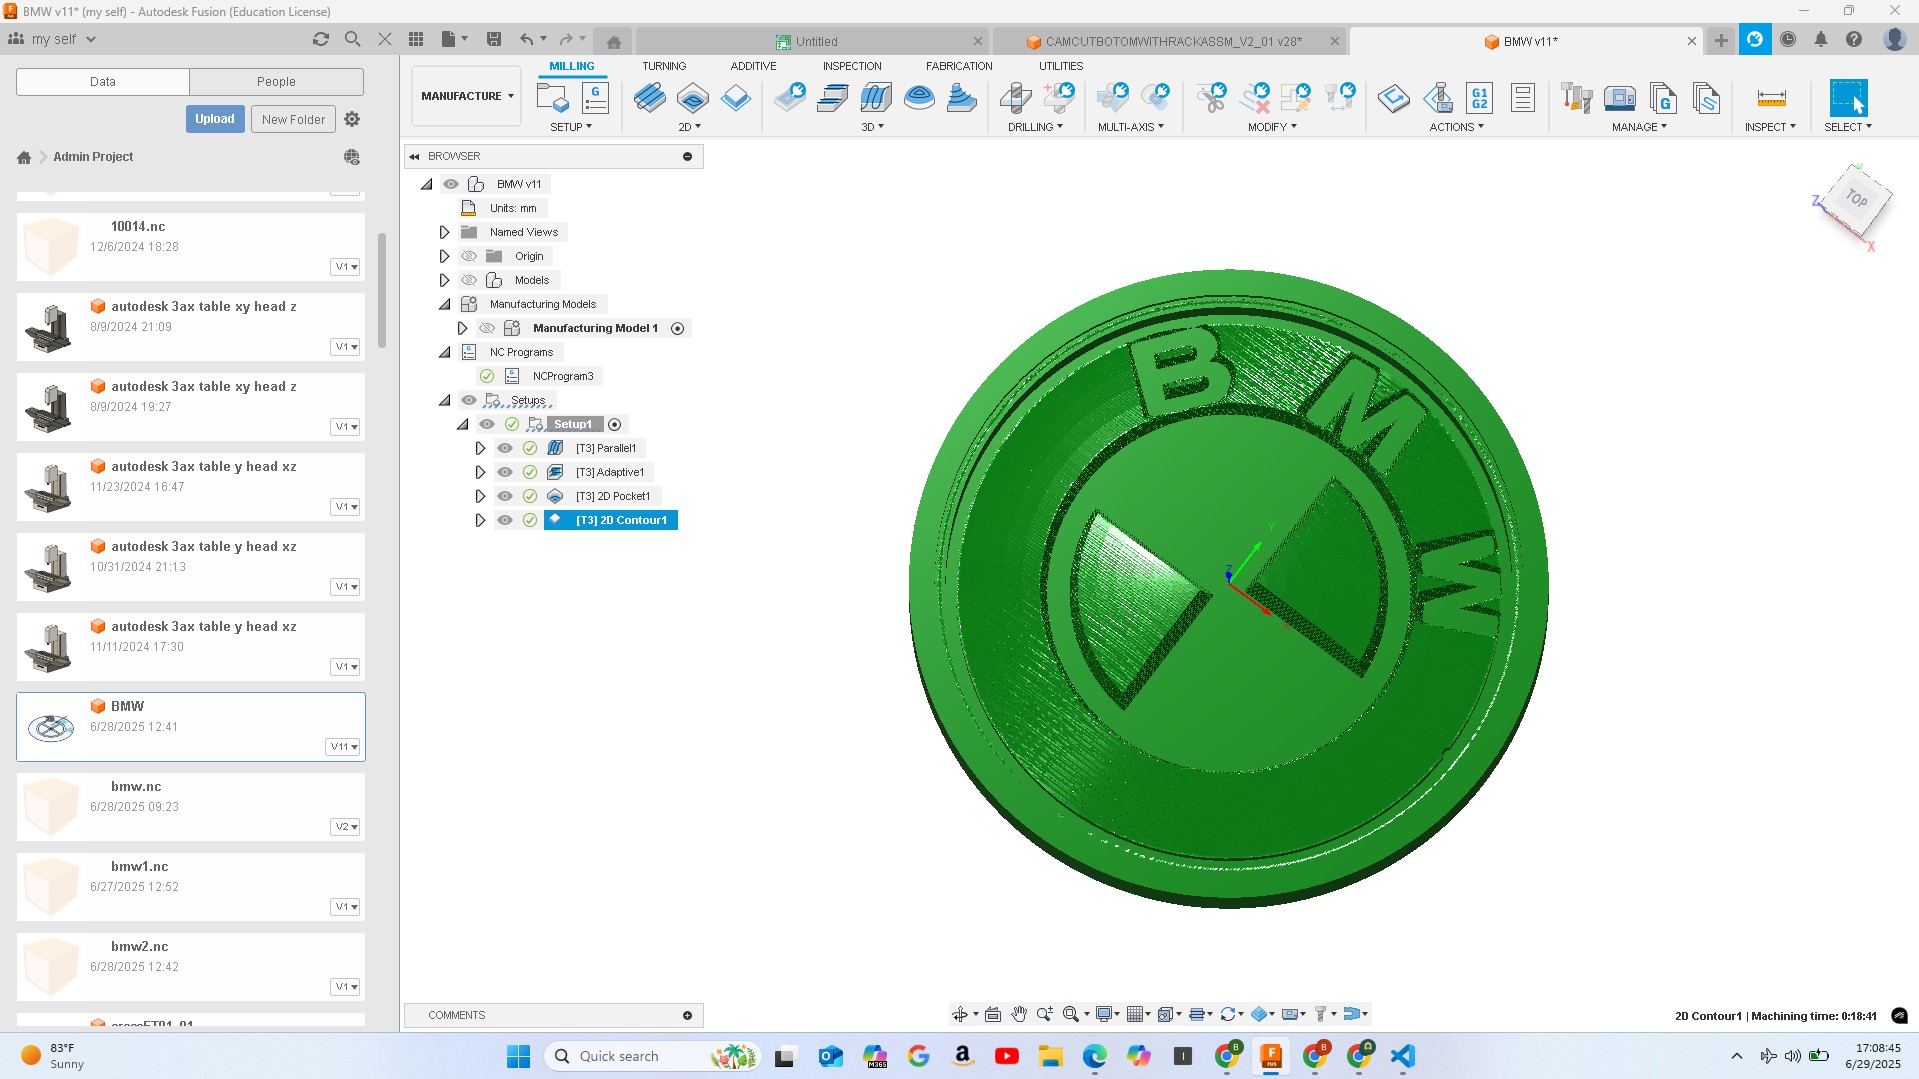 BMW v11* (my self) - Autodesk Fusion (Education License)
my self
Untitled
CAMCUTBOTOMWITHRACKASSM_V2_01 v28*
BMW v11*
Data
People
Upload
New Folder
Admin Project
10014.nc
12/6/2024 18:28
V1
autodesk 3ax table xy head z
8/9/2024 21:09
V1
autodesk 3ax table xy head z
8/9/2024 19:27
V1
autodesk 3ax table y head xz
11/23/2024 16:47
V1
autodesk 3ax table y head xz
10/31/2024 21:13
V1
autodesk 3ax table y head xz
11/11/2024 17:30
V1
BMW
6/28/2025 12:41
V11
bmw.nc
6/28/2025 09:23
V2
bmw1.nc
6/27/2025 12:52
V1
bmw2.nc
6/28/2025 12:42
V1
MANUFACTURE
MILLING
TURNING
ADDITIVE
INSPECTION
FABRICATION
UTILITIES
G
G1
G2
G
SETUP
2D
3D
DRILLING
MULTI-AXIS
MODIFY
ACTIONS
MANAGE
INSPECT
SELECT
BROWSER
BMW v11
Units: mm
Named Views
Origin
Models
Manufacturing Models
Manufacturing Model 1
NC Programs
NCProgram3
Setups
Setup1
[T3] Parallel1
[T3] Adaptive1
[T3] 2D Pocket1
[T3] 2D Contour1
TOP
Z
X
Y
BMW
Y
Z
X
COMMENTS
2D Contour1 | Machining time: 0:18:41
83°F
Sunny
Quick search
M365
17:08:45
6/29/2025